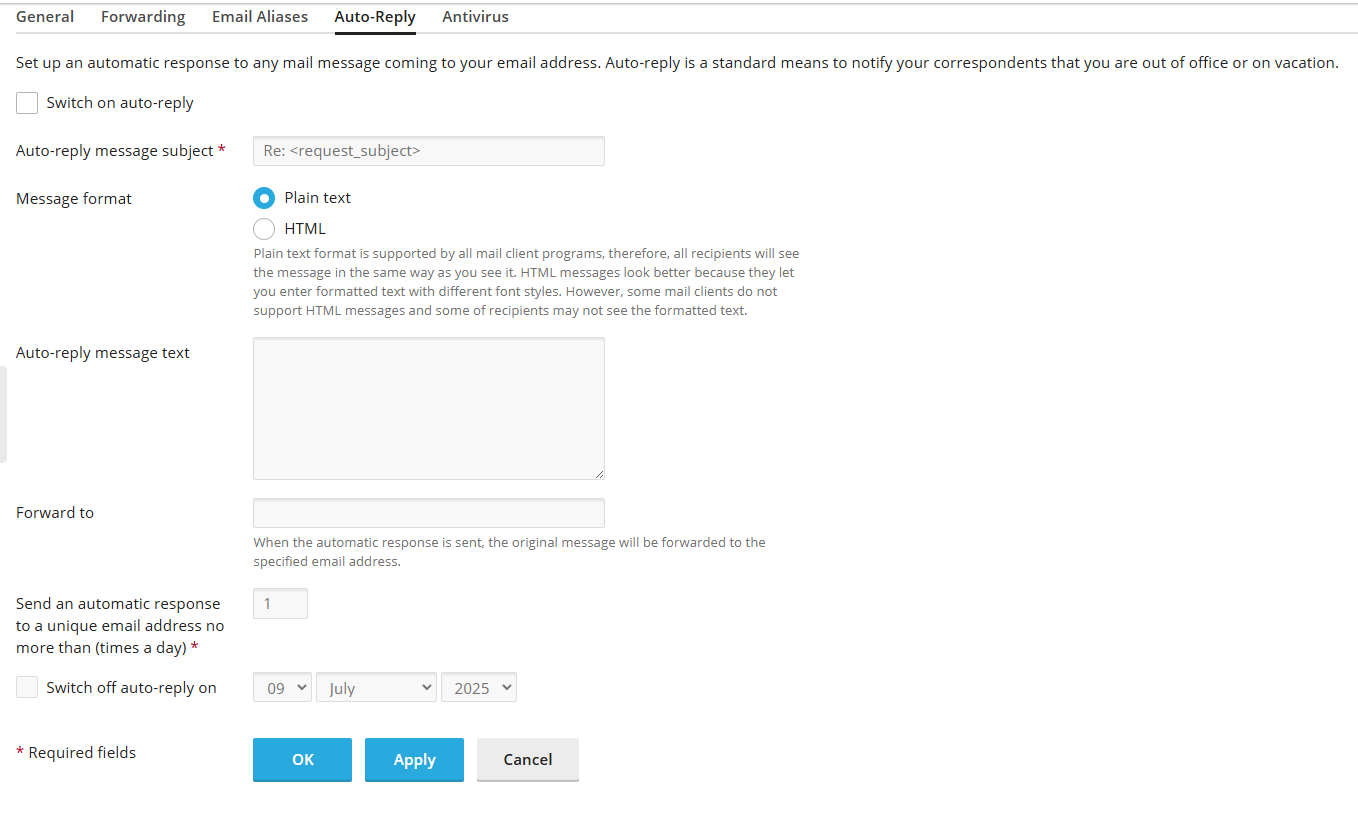 General Forwarding Email Aliases Auto-Reply Antivirus
Set up an automatic response to any mail message coming to your email address. Auto-reply is a standard means to notify your correspondents that you are out of office or on vacation.
Switch on auto-reply
Auto-reply message subject * Re: <request_subject>
Message format Plain text
HTML
Plain text format is supported by all mail client programs, therefore, all recipients will see
the message in the same way as you see it. HTML messages look better because they let
you enter formatted text with different font styles. However, some mail clients do not
support HTML messages and some of recipients may not see the formatted text.
Auto-reply message text
Forward to
When the automatic response is sent, the original message will be forwarded to the
specified email address.
Send an automatic response 1
to a unique email address no
more than (times a day) *
Switch off auto-reply on 09 July 2025
* Required fields OK Apply Cancel